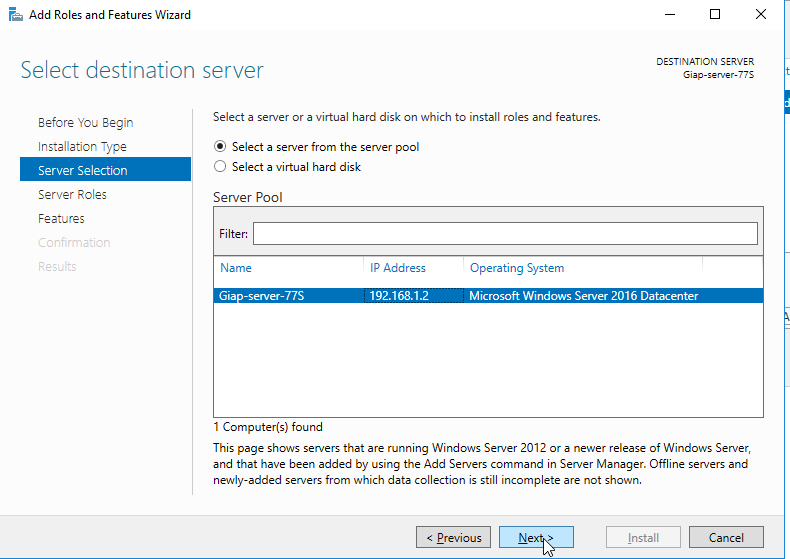 Add Roles and Features Wizard
Select destination server
DESTINATION SERVER
Giap-server-77S
Before You Begin
Installation Type
Server Selection
Server Roles
Features
Confirmation
Results
Select a server or a virtual hard disk on which to install roles and features.
Select a server from the server pool
Select a virtual hard disk
Server Pool
Filter:
Name IP Address Operating System
Giap-server-77S 192.168.1.2 Microsoft Windows Server 2016 Datacenter
1 Computer(s) found
This page shows servers that are running Windows Server 2012 or a newer release of Windows Server,
and that have been added by using the Add Servers command in Server Manager. Offline servers and
newly-added servers from which data collection is still incomplete are not shown.
< Previous Next > Install Cancel